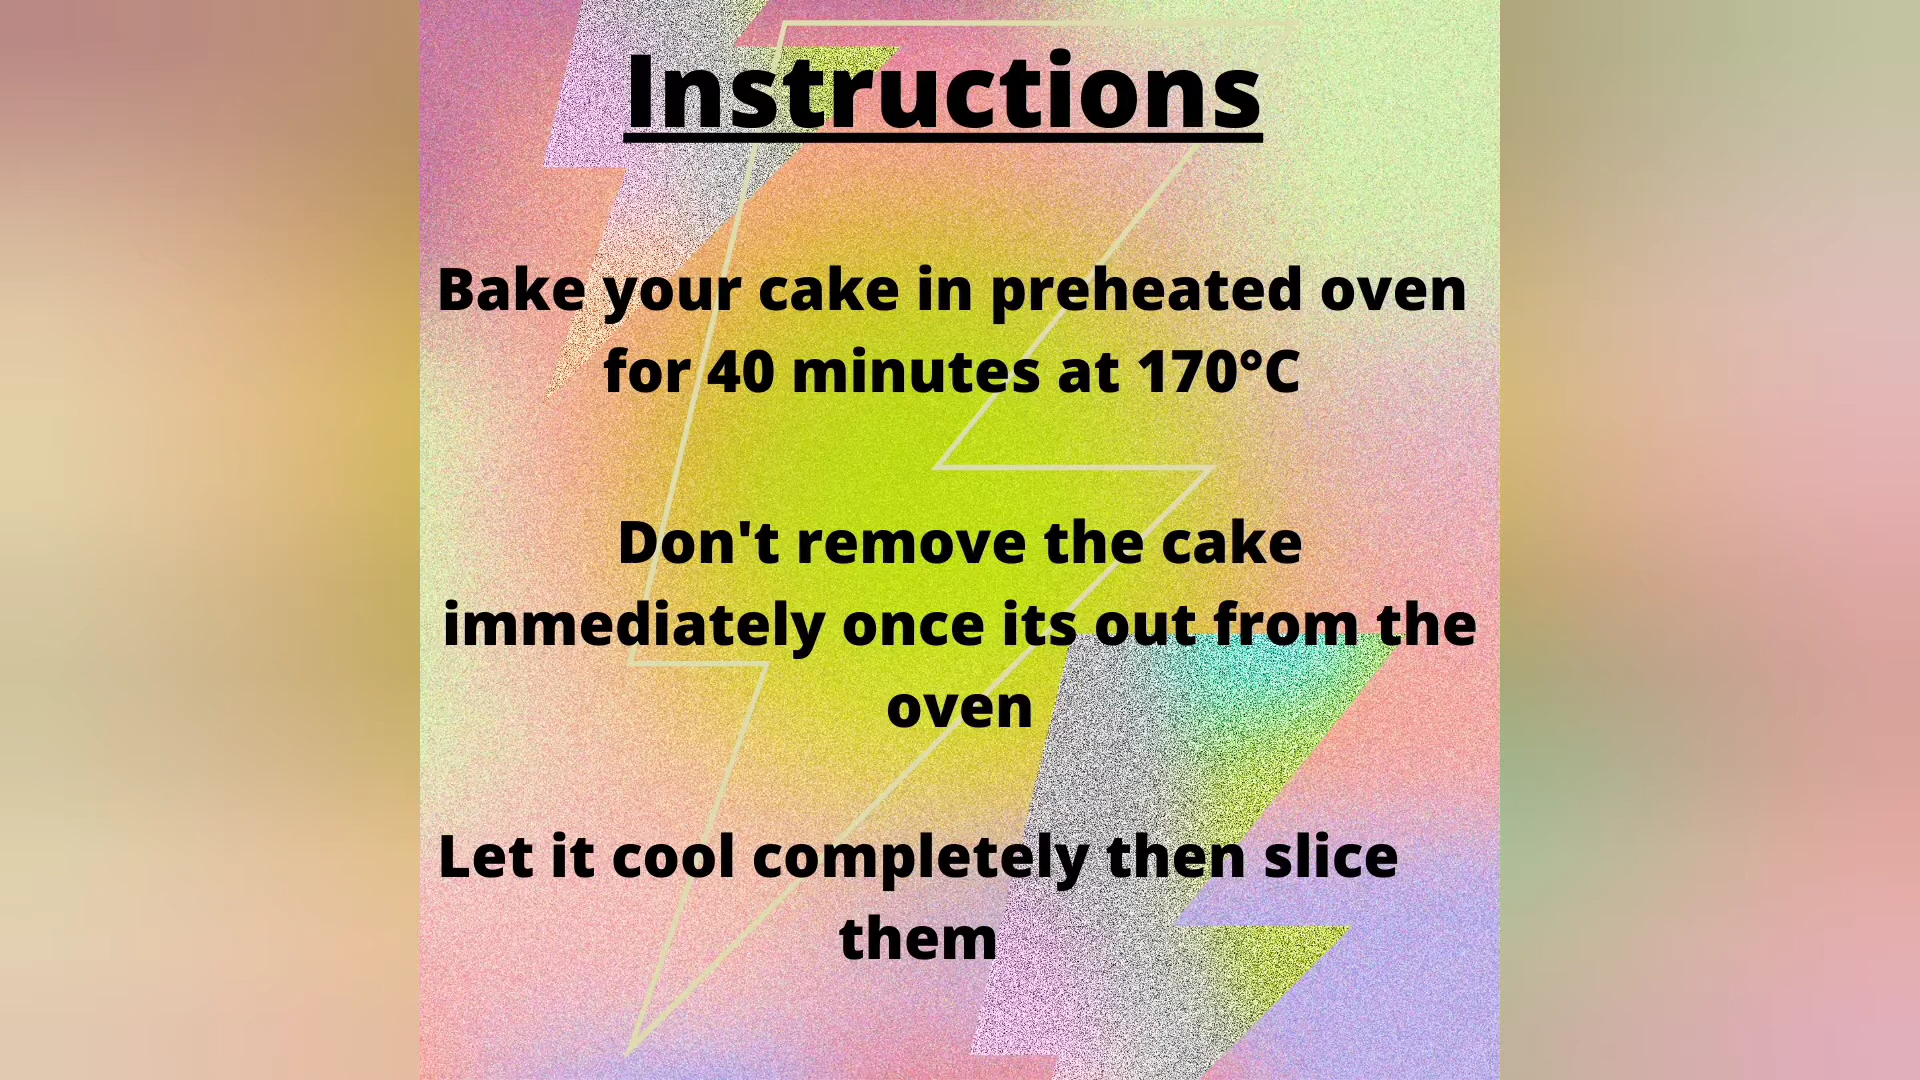 Instructions
Bake your cake in preheated oven
for 40 minutes at 170°C
Don't remove the cake
immediately once its out from the
oven
Let it cool completely then slice
them